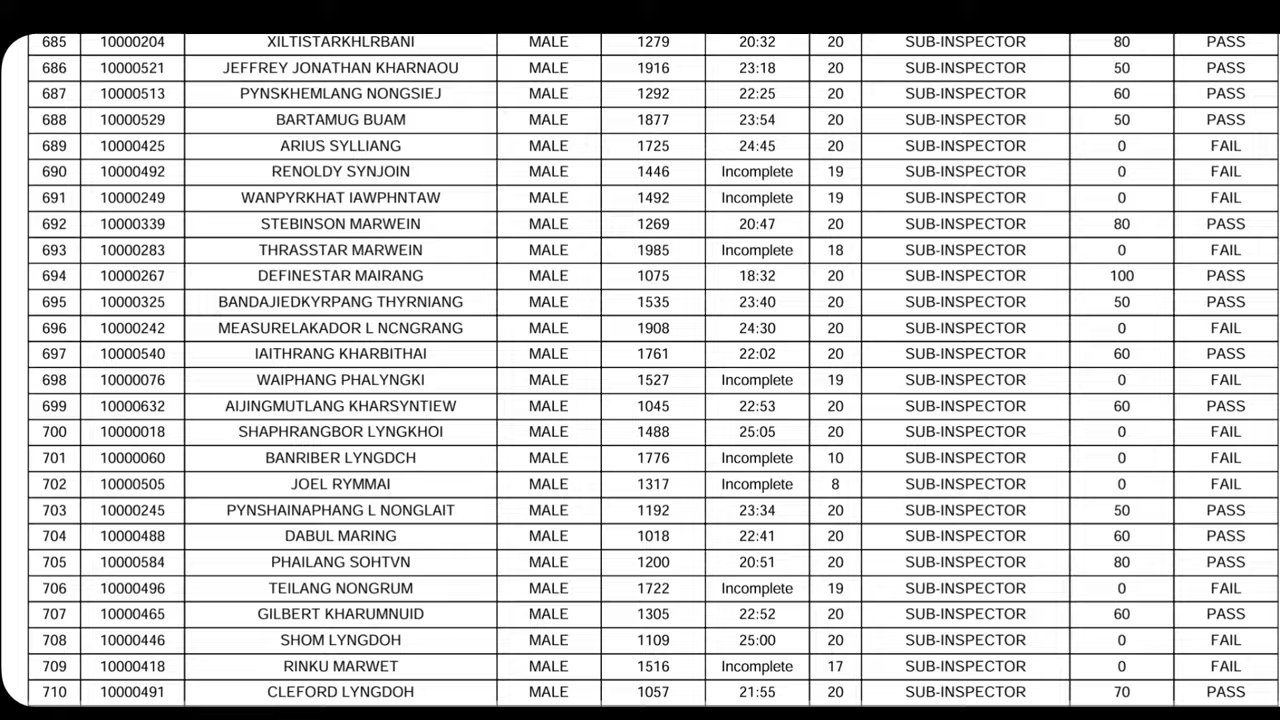 685 10000204 XILTISTARKHLRBANI MALE 1279 20:32 20 SUB-INSPECTOR 80 PASS
686 10000521 JEFFREY JONATHAN KHARNAOU MALE 1916 23:18 20 SUB-INSPECTOR 50 PASS
687 10000513 PYNSKHEMLANG NONGSIEJ MALE 1292 22:25 20 SUB-INSPECTOR 60 PASS
688 10000529 BARTAMUG BUAM MALE 1877 23:54 20 SUB-INSPECTOR 50 PASS
689 10000425 ARIUS SYLLIANG MALE 1725 24:45 20 SUB-INSPECTOR 0 FAIL
690 10000492 RENOLDY SYNJOIN MALE 1446 Incomplete 19 SUB-INSPECTOR 0 FAIL
691 10000249 WANPYRKHAT IAWPHNTAW MALE 1492 Incomplete 19 SUB-INSPECTOR 0 FAIL
692 10000339 STEBINSON MARWEIN MALE 1269 20:47 20 SUB-INSPECTOR 80 PASS
693 10000283 THRASSTAR MARWEIN MALE 1985 Incomplete 18 SUB-INSPECTOR 0 FAIL
694 10000267 DEFINESTAR MAIRANG MALE 1075 18:32 20 SUB-INSPECTOR 100 PASS
695 10000325 BANDAJIEDKYRPANG THYRNIANG MALE 1535 23:40 20 SUB-INSPECTOR 50 PASS
696 10000242 MEASURELAKADOR L NCNGRANG MALE 1908 24:30 20 SUB-INSPECTOR 0 FAIL
697 10000540 IAITHRANG KHARBITHAI MALE 1761 22:02 20 SUB-INSPECTOR 60 PASS
698 10000076 WAIPHANG PHALYNGKI MALE 1527 Incomplete 19 SUB-INSPECTOR 0 FAIL
699 10000632 AIJINGMUTLANG KHARSYNTIEW MALE 1045 22:53 20 SUB-INSPECTOR 60 PASS
700 10000018 SHAPHRANGBOR LYNGKHOI MALE 1488 25:05 20 SUB-INSPECTOR 0 FAIL
701 10000060 BANRIBER LYNGDCH MALE 1776 Incomplete 10 SUB-INSPECTOR 0 FAIL
702 10000505 JOEL RYMMAI MALE 1317 Incomplete 8 SUB-INSPECTOR 0 FAIL
703 10000245 PYNSHAINAPHANG L NONGLAIT MALE 1192 23:34 20 SUB-INSPECTOR 50 PASS
704 10000488 DABUL MARING MALE 1018 22:41 20 SUB-INSPECTOR 60 PASS
705 10000584 PHAILANG SOHTVN MALE 1200 20:51 20 SUB-INSPECTOR 80 PASS
706 10000496 TEILANG NONGRUM MALE 1722 Incomplete 19 SUB-INSPECTOR 0 FAIL
707 10000465 GILBERT KHARUMNUID MALE 1305 22:52 20 SUB-INSPECTOR 60 PASS
708 10000446 SHOM LYNGDOH MALE 1109 25:00 20 SUB-INSPECTOR 0 FAIL
709 10000418 RINKU MARWET MALE 1516 Incomplete 17 SUB-INSPECTOR 0 FAIL
710 10000491 CLEFORD LYNGDOH MALE 1057 21:55 20 SUB-INSPECTOR 70 PASS